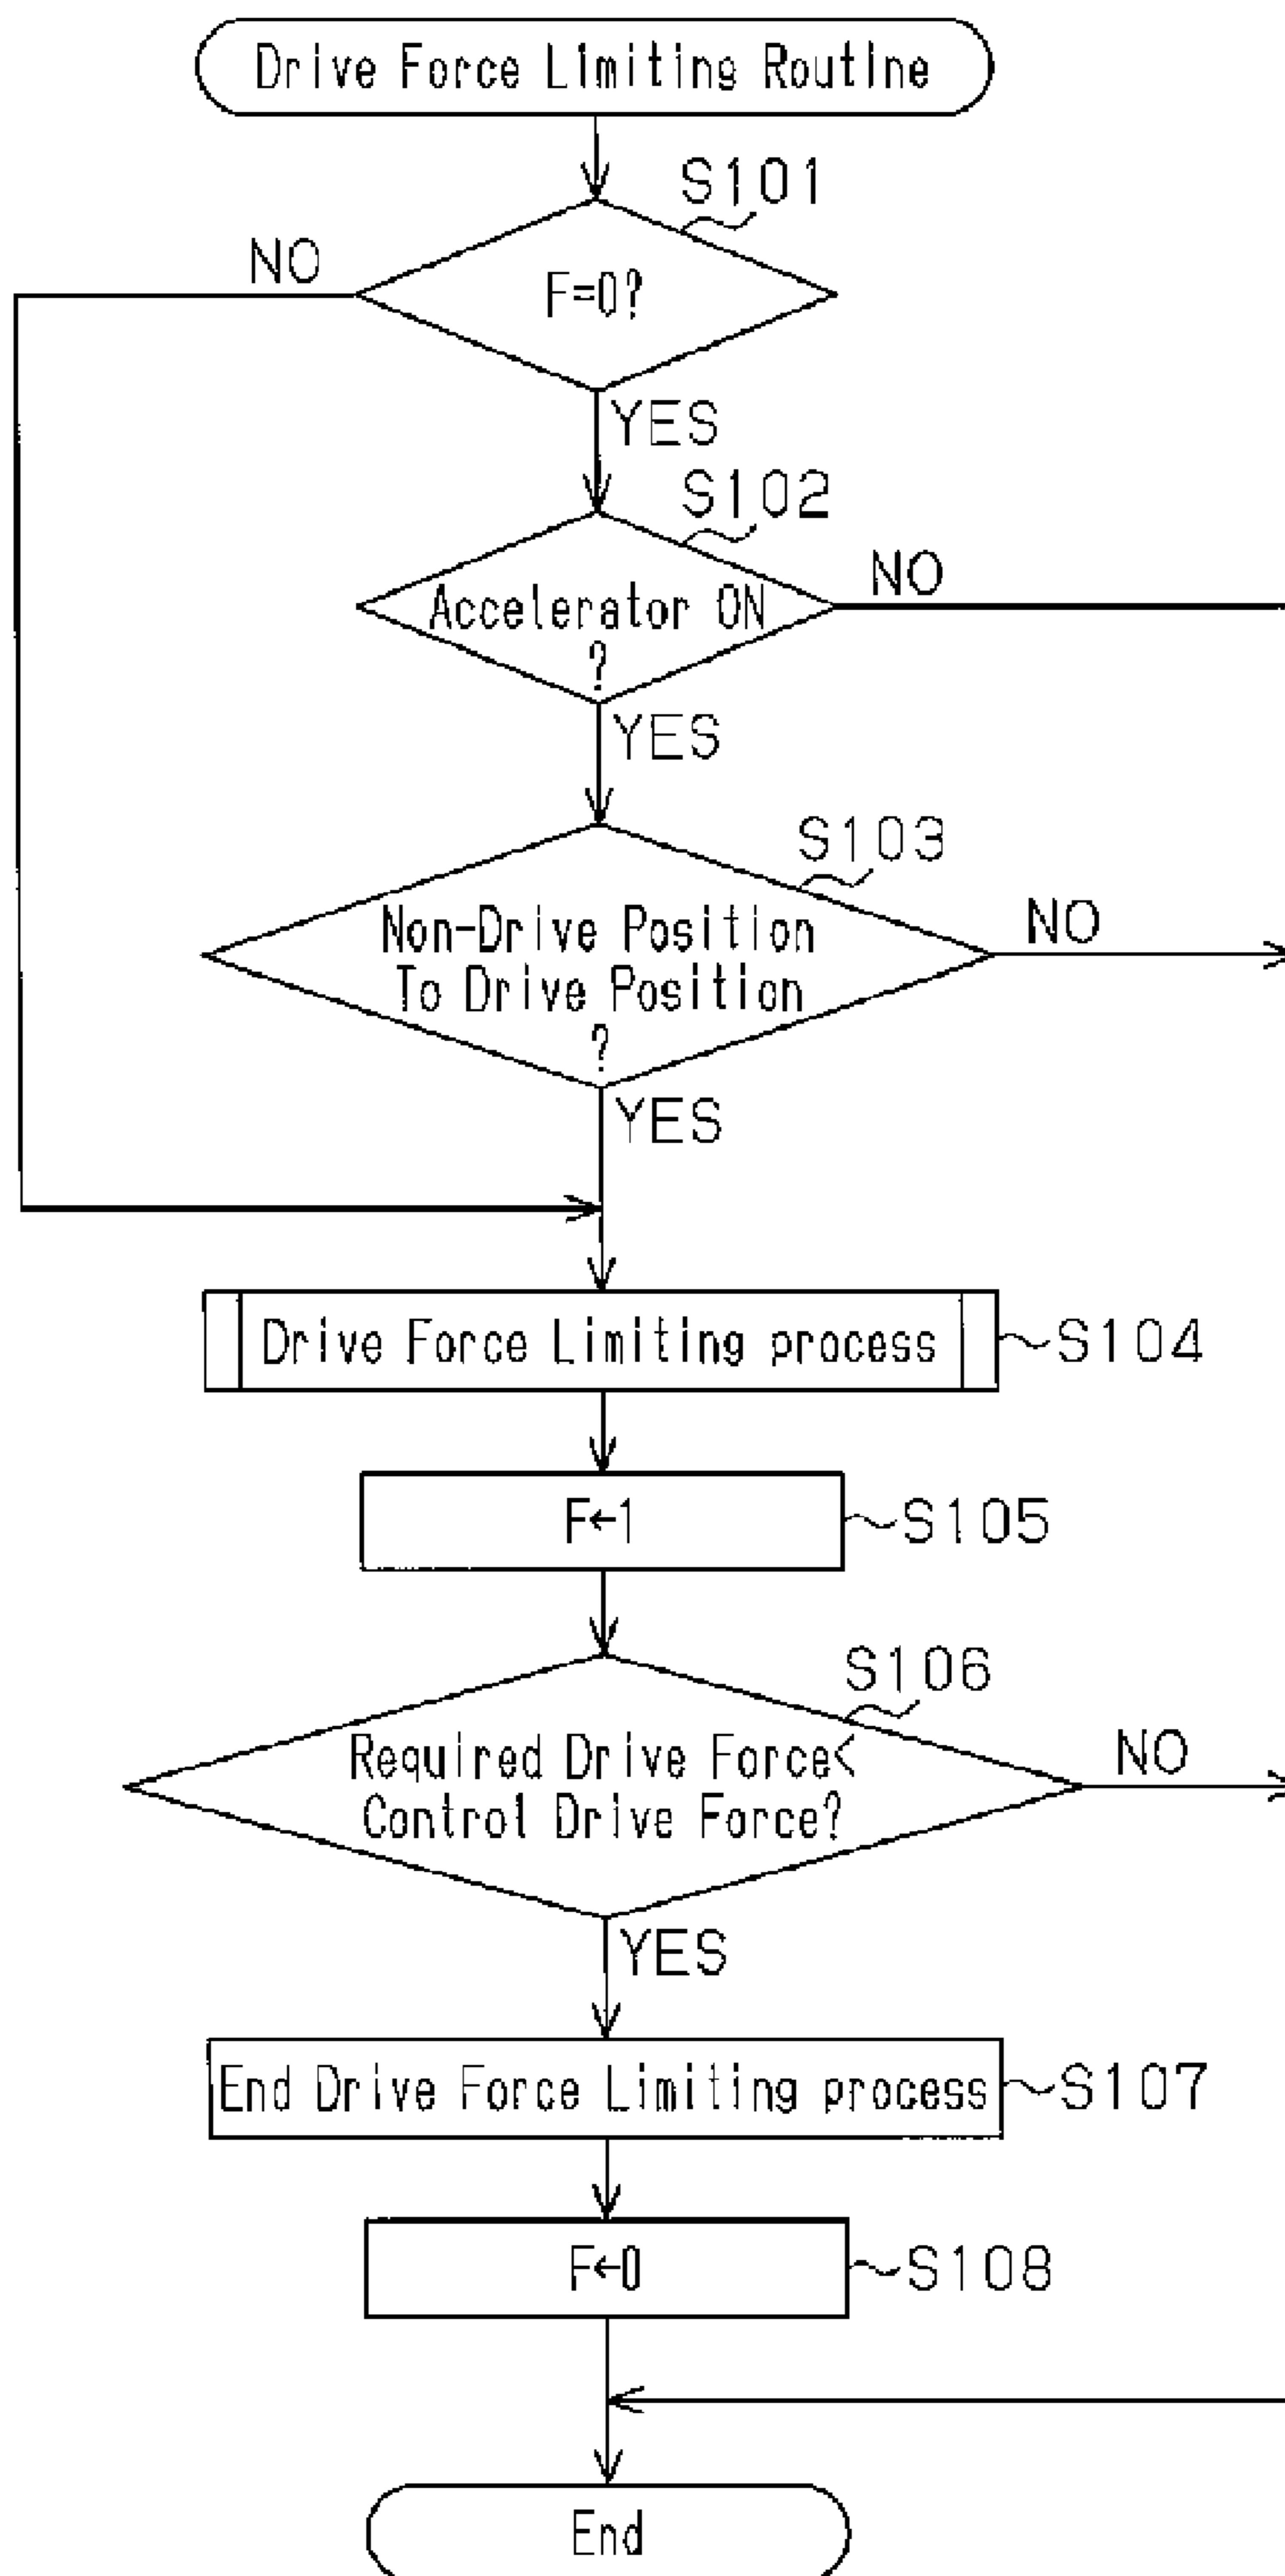 Drive Force Limiting Routine
S101
NO
F=0?
YES
S102
NO
Accelerator ON
?
YES
S103
NO
Non-Drive Position
To Drive Position
?
YES
Drive Force Limiting process
S104
F←1
S105
S106
NO
Required Drive Force<
Control Drive Force?
YES
End Drive Force Limiting process
S107
F←0
S108
End